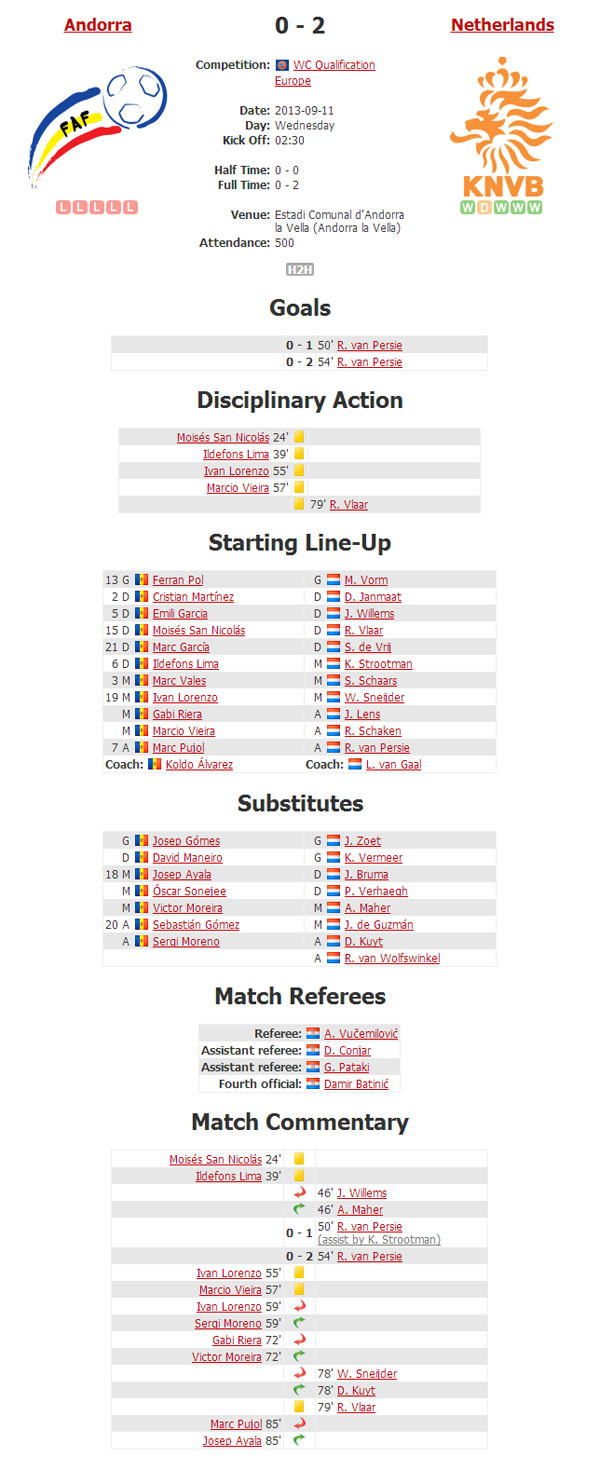 Andorra 0 - 2 Netherlands
Competition: WC Qualification
Europe
Date: 2013-09-11
Day: Wednesday
Kick Off: 02:30
Half Time: 0 - 0
Full Time: 0 - 2
Venue: Estadi Comunal d'Andorra
la Vella (Andorra la Vella)
Attendance: 500
FAF
L L L L L
KNVB
W D W W W
H2H
Goals
0 - 1 50' R. van Persie
0 - 2 54' R. van Persie
Disciplinary Action
Moisés San Nicolás 24'
Ildefons Lima 39'
Ivan Lorenzo 55'
Marcio Vieira 57'
79' R. Vlaar
Starting Line-Up
13 G Ferran Pol G M. Vorm
2 D Cristian Martínez D D. Janmaat
5 D Emili Garcia D J. Willems
15 D Moisés San Nicolás D R. Vlaar
21 D Marc García D S. de Vrij
6 D Ildefons Lima M K. Strootman
3 M Marc Vales M S. Schaars
19 M Ivan Lorenzo M W. Sneijder
M Gabi Riera A J. Lens
M Marcio Vieira A R. Schaken
7 A Marc Pujol A R. van Persie
Coach: Koldo Álvarez Coach: L. van Gaal
Substitutes
G Josep Gómes G J. Zoet
D David Maneiro G K. Vermeer
18 M Josep Ayala D J. Bruma
M Óscar Sonejee D P. Verhaegh
M Victor Moreira M A. Maher
20 A Sebastián Gómez M J. de Guzmán
A Sergi Moreno A D. Kuyt
A R. van Wolfswinkel
Match Referees
Referee: A. Vučemilović
Assistant referee: D. Conjar
Assistant referee: G. Pataki
Fourth official: Damir Batinić
Match Commentary
Moisés San Nicolás 24'
Ildefons Lima 39'
46' J. Willems
46' A. Maher
0 - 1 50' R. van Persie
(assist by K. Strootman)
0 - 2 54' R. van Persie
Ivan Lorenzo 55'
Marcio Vieira 57'
Ivan Lorenzo 59'
Sergi Moreno 59'
Gabi Riera 72'
Victor Moreira 72'
78' W. Sneijder
78' D. Kuyt
79' R. Vlaar
Marc Pujol 85'
Josep Ayala 85'